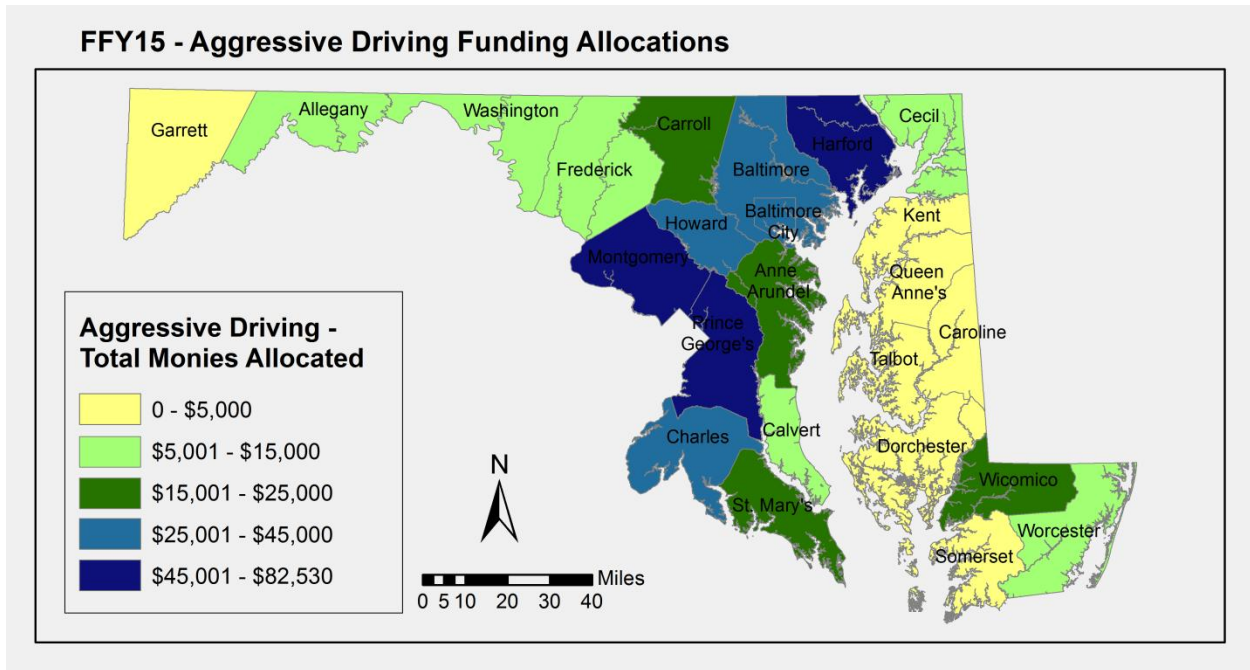 FFY15 - Aggressive Driving Funding Allocations
Garrett
Allegany
Washington
Frederick
Carroll
Baltimore
Harford
Cecil
Howard
Baltimore
City
Kent
Montgomery
Anne
Arundel
Queen
Anne's
Prince
George's
Caroline
Talbot
Charles
Calvert
Dorchester
St. Mary's
Wicomico
Worcester
Somerset
Aggressive Driving -
Total Monies Allocated
0 - $5,000
$5,001 - $15,000
$15,001 - $25,000
$25,001 - $45,000
$45,001 - $82,530
N
Miles
0 5 10 20 30 40